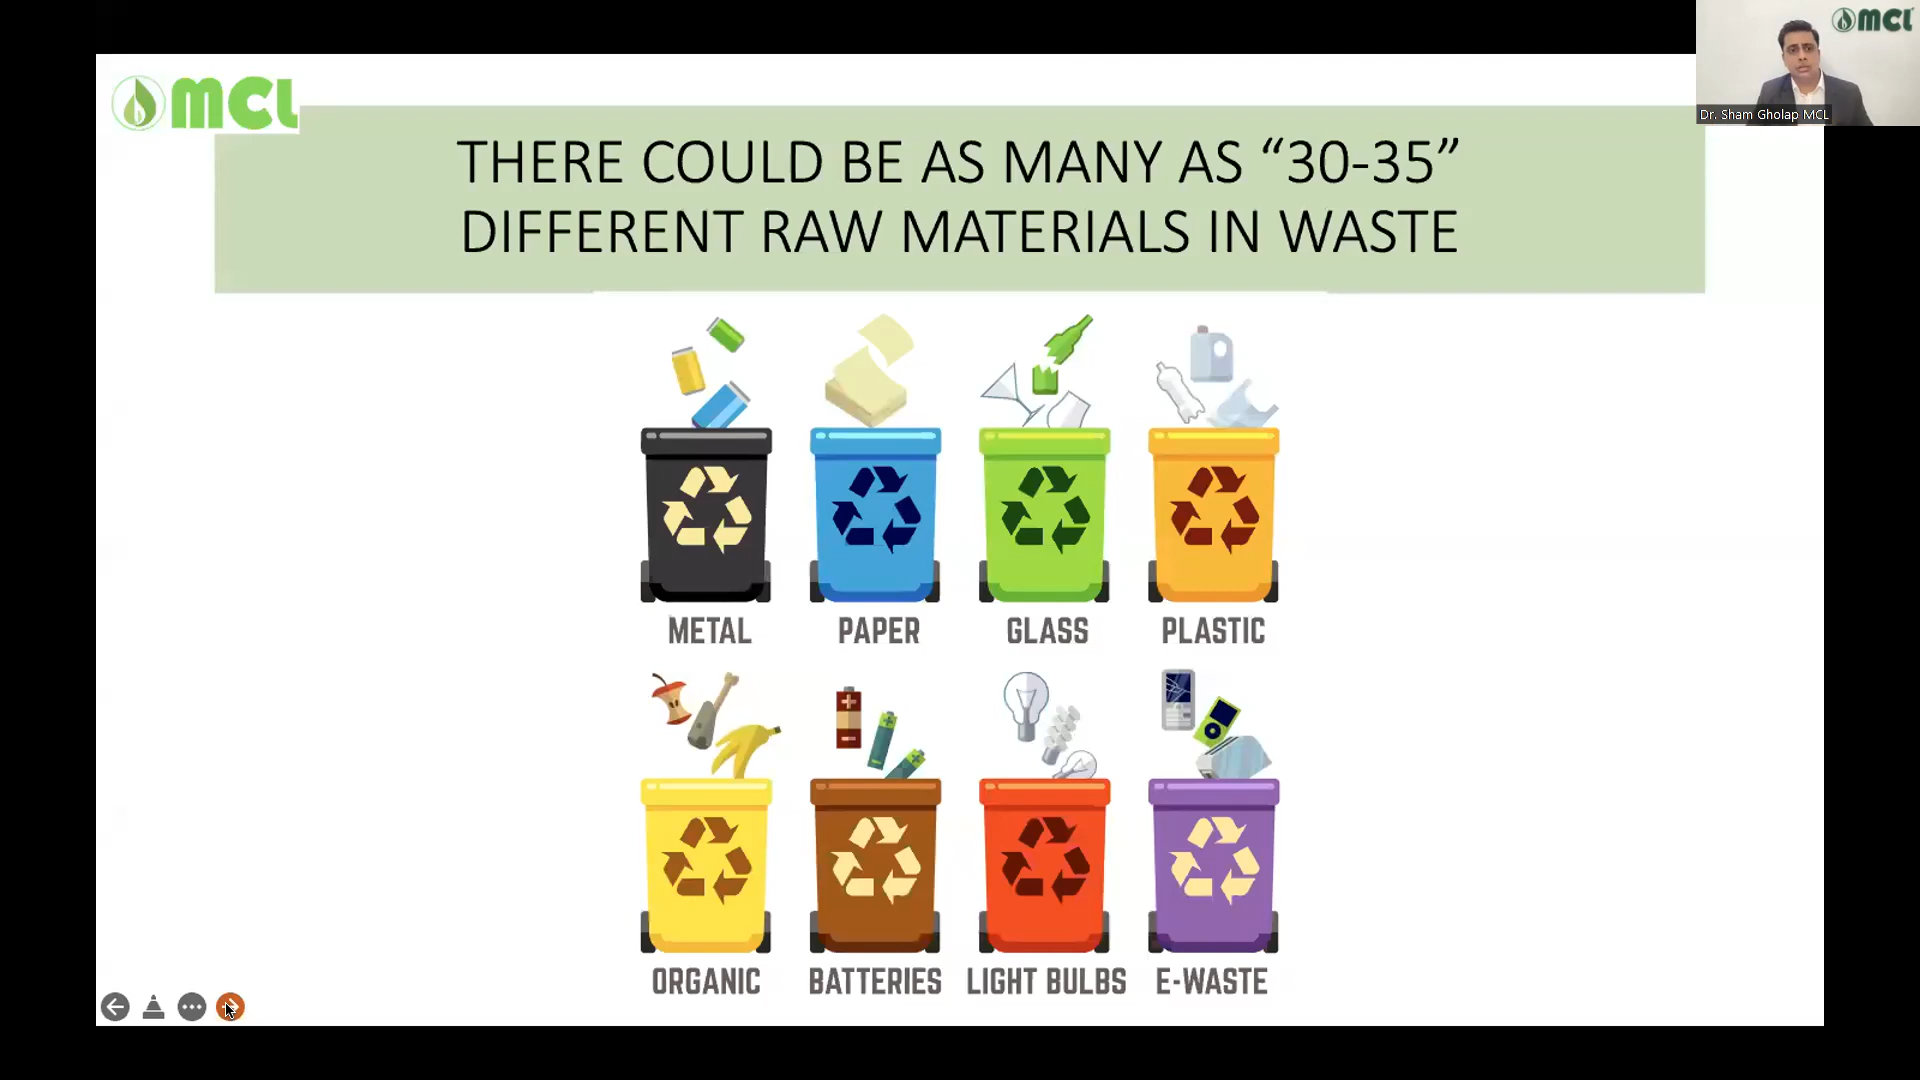 MCL
MCL
Dr. Sham Gholap MCL
THERE COULD BE AS MANY AS “30-35”
DIFFERENT RAW MATERIALS IN WASTE
METAL
PAPER
GLASS
PLASTIC
ORGANIC
BATTERIES
LIGHT BULBS
E-WASTE